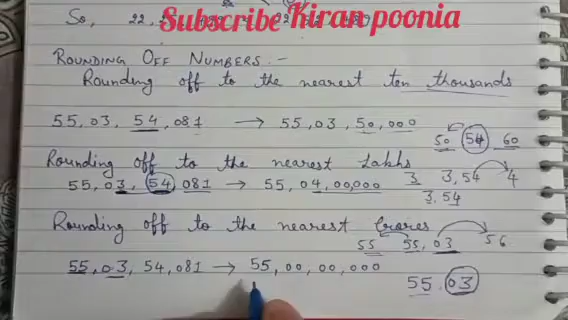 So, 22,
Subscribe Kiran poonia
ROUNDING OFF NUMBERS :-
Rounding off to the nearest ten thousands
55,03,54,081 → 55,03,50,000
50 54 60
Rounding off to the nearest Lakhs
55,03,54,081 → 55,04,00,000
3 3,54 4
3,54
Rounding off to the nearest Crores
55 55,03 56
55,03,54,081 → 55,00,00,000
55.03